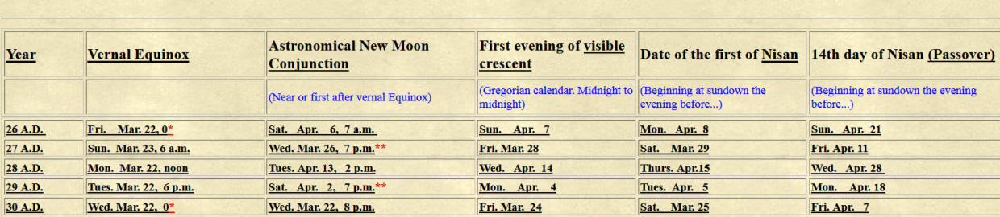 Year Vernal Equinox Astronomical New Moon Conjunction First evening of visible crescent Date of the first of Nisan 14th day of Nisan (Passover)
(Near or first after vernal Equinox) (Gregorian calendar. Midnight to midnight) (Beginning at sundown the evening before...) (Beginning at sundown the evening before...)
26 A.D. Fri. Mar. 22, 0* Sat. Apr. 6, 7 a.m. Sun. Apr. 7 Mon. Apr. 8 Sun. Apr. 21
27 A.D. Sun. Mar. 23, 6 a.m. Wed. Mar. 26, 7 p.m.** Fri. Mar. 28 Sat. Mar. 29 Fri. Apr. 11
28 A.D. Mon. Mar. 22, noon Tues. Apr. 13, 2 p.m. Wed. Apr. 14 Thurs. Apr.15 Wed. Apr. 28
29 A.D. Tues. Mar. 22, 6 p.m. Sat. Apr. 2, 7 p.m.** Mon. Apr. 4 Tues. Apr. 5 Mon. Apr. 18
30 A.D. Wed. Mar. 22, 0* Wed. Mar. 22, 8 p.m. Fri. Mar. 24 Sat. Mar. 25 Fri. Apr. 7